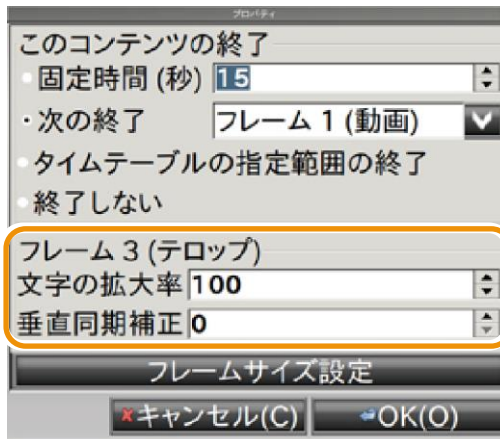 プロパティ
このコンテンツの終了
固定時間 (秒) 15
・次の終了 フレーム 1 (動画)
タイムテーブルの指定範囲の終了
終了しない
フレーム 3 (テロップ)
文字の拡大率 100
垂直同期補正 0
フレームサイズ設定
キャンセル(C) OK(O)